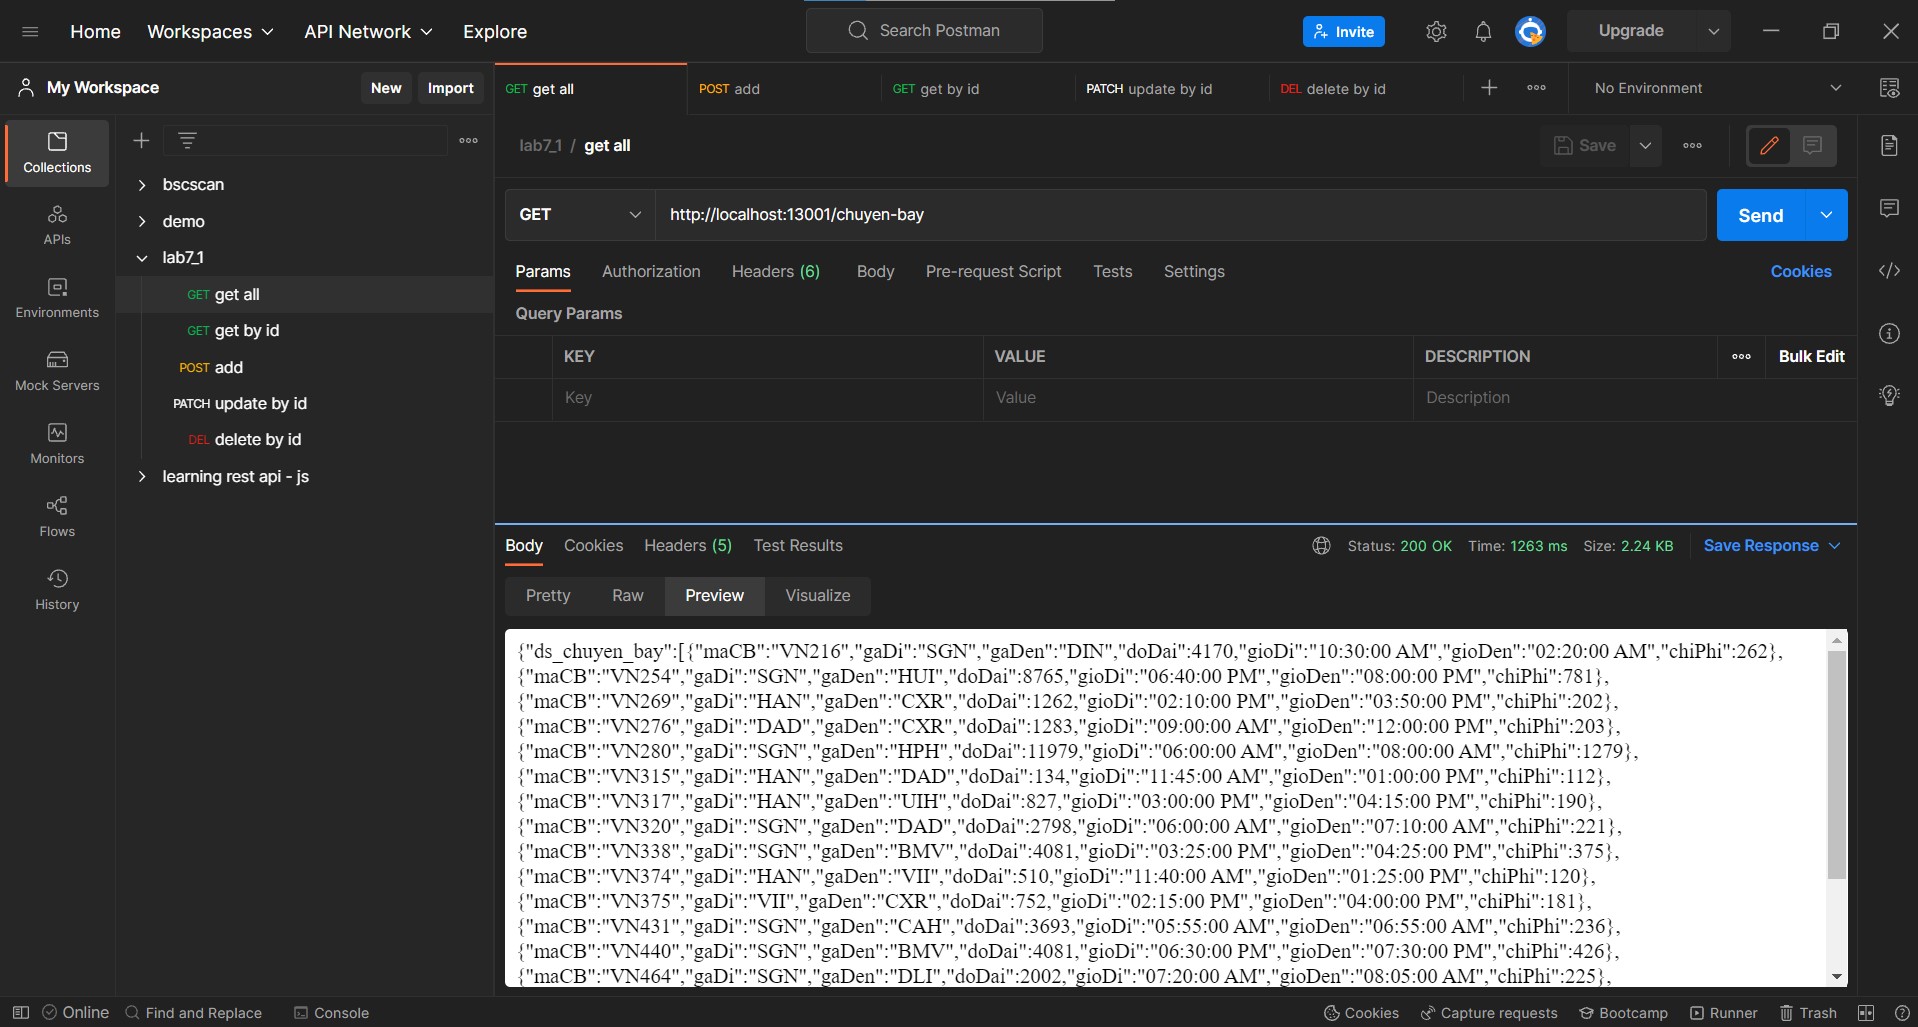 Home Workspaces API Network Explore Search Postman Invite Upgrade
My Workspace New Import
GET get all POST add GET get by id PATCH update by id DEL delete by id No Environment
Collections
APIs
Environments
Mock Servers
Monitors
Flows
History
bscscan
demo
lab7_1
GET get all
GET get by id
POST add
PATCH update by id
DEL delete by id
learning rest api - js
lab7_1 / get all Save
GET http://localhost:13001/chuyen-bay Send
Params Authorization Headers (6) Body Pre-request Script Tests Settings Cookies
Query Params
KEY VALUE DESCRIPTION Bulk Edit
Key Value Description
Body Cookies Headers (5) Test Results Status: 200 OK Time: 1263 ms Size: 2.24 KB Save Response
Pretty Raw Preview Visualize
{"ds_chuyen_bay":[{"maCB":"VN216","gaDi":"SGN","gaDen":"DIN","doDai":4170,"gioDi":"10:30:00 AM","gioDen":"02:20:00 AM","chiPhi":262},
{"maCB":"VN254","gaDi":"SGN","gaDen":"HUI","doDai":8765,"gioDi":"06:40:00 PM","gioDen":"08:00:00 PM","chiPhi":781},
{"maCB":"VN269","gaDi":"HAN","gaDen":"CXR","doDai":1262,"gioDi":"02:10:00 PM","gioDen":"03:50:00 PM","chiPhi":202},
{"maCB":"VN276","gaDi":"DAD","gaDen":"CXR","doDai":1283,"gioDi":"09:00:00 AM","gioDen":"12:00:00 PM","chiPhi":203},
{"maCB":"VN280","gaDi":"SGN","gaDen":"HPH","doDai":11979,"gioDi":"06:00:00 AM","gioDen":"08:00:00 AM","chiPhi":1279},
{"maCB":"VN315","gaDi":"HAN","gaDen":"DAD","doDai":134,"gioDi":"11:45:00 AM","gioDen":"01:00:00 PM","chiPhi":112},
{"maCB":"VN317","gaDi":"HAN","gaDen":"UIH","doDai":827,"gioDi":"03:00:00 PM","gioDen":"04:15:00 PM","chiPhi":190},
{"maCB":"VN320","gaDi":"SGN","gaDen":"DAD","doDai":2798,"gioDi":"06:00:00 AM","gioDen":"07:10:00 AM","chiPhi":221},
{"maCB":"VN338","gaDi":"SGN","gaDen":"BMV","doDai":4081,"gioDi":"03:25:00 PM","gioDen":"04:25:00 PM","chiPhi":375},
{"maCB":"VN374","gaDi":"HAN","gaDen":"VII","doDai":510,"gioDi":"11:40:00 AM","gioDen":"01:25:00 PM","chiPhi":120},
{"maCB":"VN375","gaDi":"VII","gaDen":"CXR","doDai":752,"gioDi":"02:15:00 PM","gioDen":"04:00:00 PM","chiPhi":181},
{"maCB":"VN431","gaDi":"SGN","gaDen":"CAH","doDai":3693,"gioDi":"05:55:00 AM","gioDen":"06:55:00 AM","chiPhi":236},
{"maCB":"VN440","gaDi":"SGN","gaDen":"BMV","doDai":4081,"gioDi":"06:30:00 PM","gioDen":"07:30:00 PM","chiPhi":426},
{"maCB":"VN464","gaDi":"SGN","gaDen":"DLI","doDai":2002,"gioDi":"07:20:00 AM","gioDen":"08:05:00 AM","chiPhi":225},
Online Find and Replace Console Cookies Capture requests Bootcamp Runner Trash